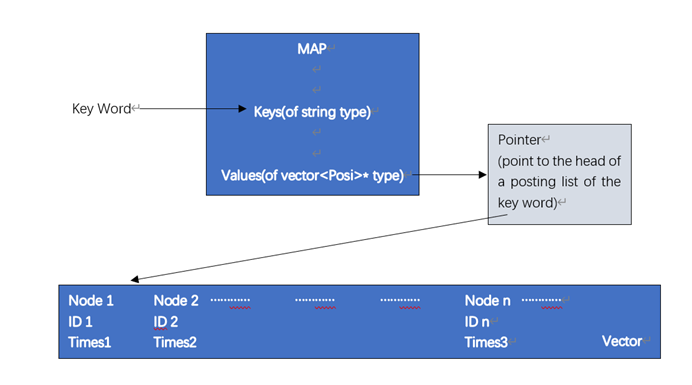 MAP
Key Word
Keys(of string type)
Values(of vector<Posi>* type)
Pointer
(point to the head of
a posting list of the
key word)
Node 1 Node 2 ………… ………… ………… Node n …………
ID 1 ID 2 ID n
Times1 Times2 Times3 Vector